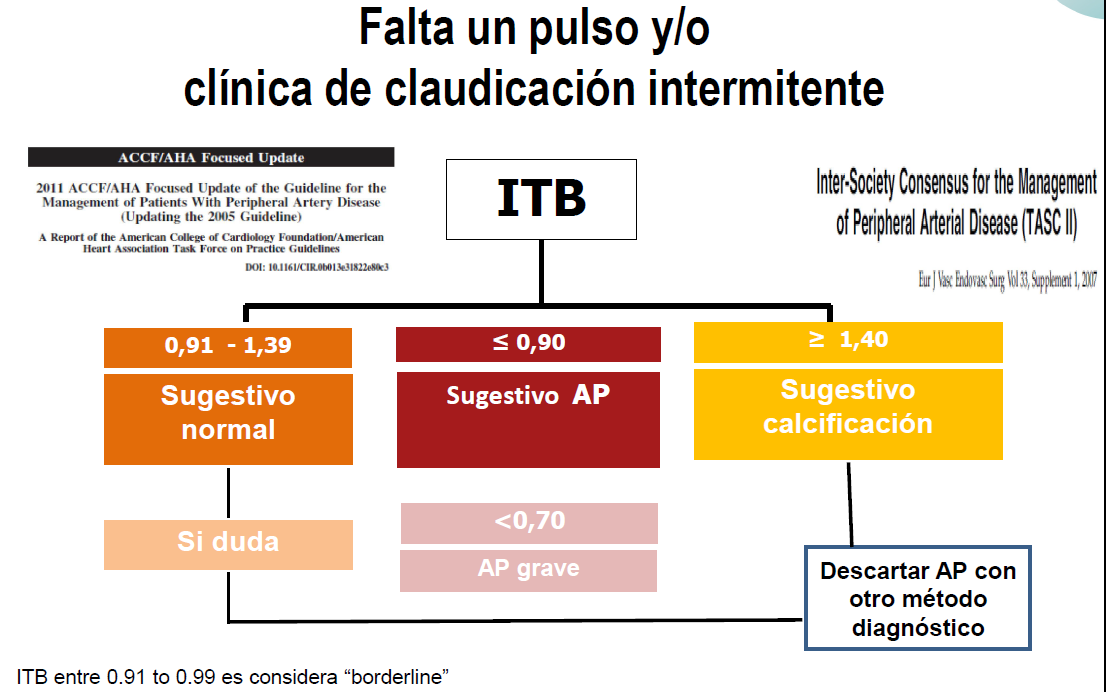 Falta un pulso y/o
clínica de claudicación intermitente
ACCF/AHA Focused Update
2011 ACCF/AHA Focused Update of the Guideline for the
Management of Patients With Peripheral Artery Disease
(Updating the 2005 Guideline)
A Report of the American College of Cardiology Foundation/American
Heart Association Task Force on Practice Guidelines
DOI: 10.1161/CIR.0b013e31822e80c3
ITB
Inter-Society Consensus for the Management
of Peripheral Arterial Disease (TASC II)
Eur J Vasc Endovasc Surg Vol 33, Supplement 1, 2007
0,91 - 1,39
Sugestivo
normal
Si duda
≤ 0,90
Sugestivo AP
<0,70
AP grave
≥ 1,40
Sugestivo
calcificación
Descartar AP con
otro método
diagnóstico
ITB entre 0.91 to 0.99 es considera “borderline”